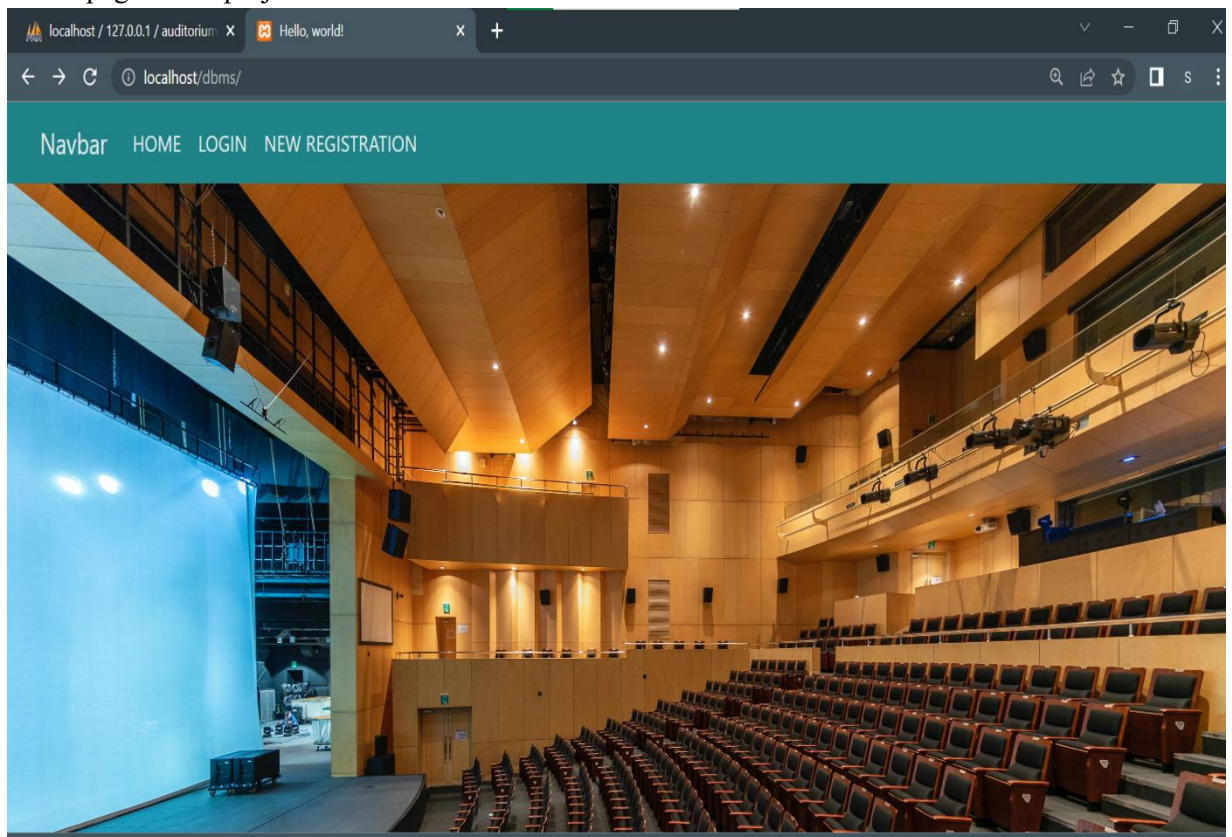 localhost / 127.0.0.1 / auditorium
Hello, world!
localhost/dbms/
S
Navbar HOME LOGIN NEW REGISTRATION